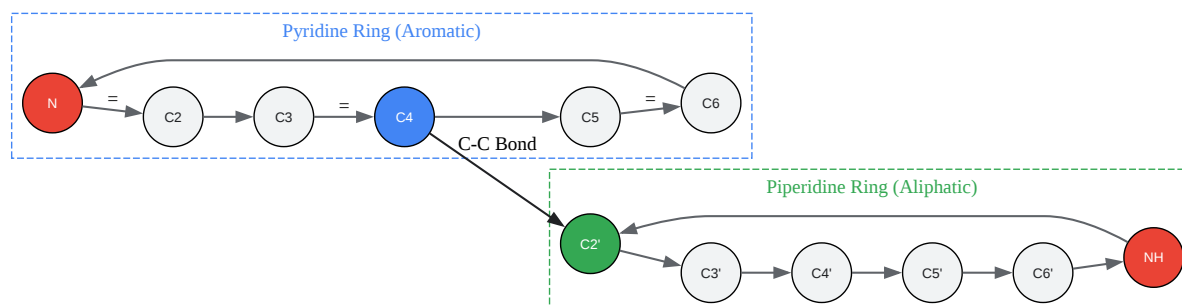 Pyridine Ring (Aromatic)
N
=
C2
C3
=
C4
C5
=
C6
C-C Bond
Piperidine Ring (Aliphatic)
C2'
C3'
C4'
C5'
C6'
NH